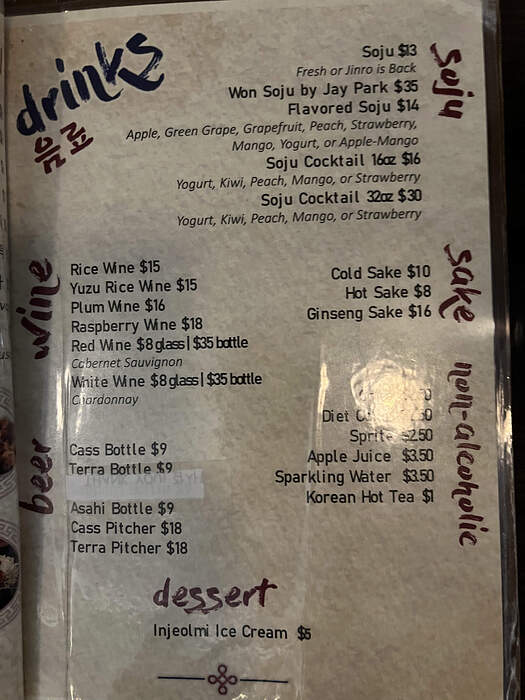 drinks
음료
soju
Soju $13
Fresh or Jinro is Back
Won Soju by Jay Park $35
Flavored Soju $14
Apple, Green Grape, Grapefruit, Peach, Strawberry,
Mango, Yogurt, or Apple-Mango
Soju Cocktail 16oz $16
Yogurt, Kiwi, Peach, Mango, or Strawberry
Soju Cocktail 32oz $30
Yogurt, Kiwi, Peach, Mango, or Strawberry
wine
Rice Wine $15
Yuzu Rice Wine $15
Plum Wine $16
Raspberry Wine $18
Red Wine $8 glass | $35 bottle
Cabernet Sauvignon
White Wine $8 glass | $35 bottle
Chardonnay
sake
Cold Sake $10
Hot Sake $8
Ginseng Sake $16
beer
Cass Bottle $9
Terra Bottle $9
Asahi Bottle $9
Cass Pitcher $18
Terra Pitcher $18
non-alcoholic
Diet
Sprite $2.50
Apple Juice $3.50
Sparkling Water $3.50
Korean Hot Tea $1
dessert
Injeolmi Ice Cream $5